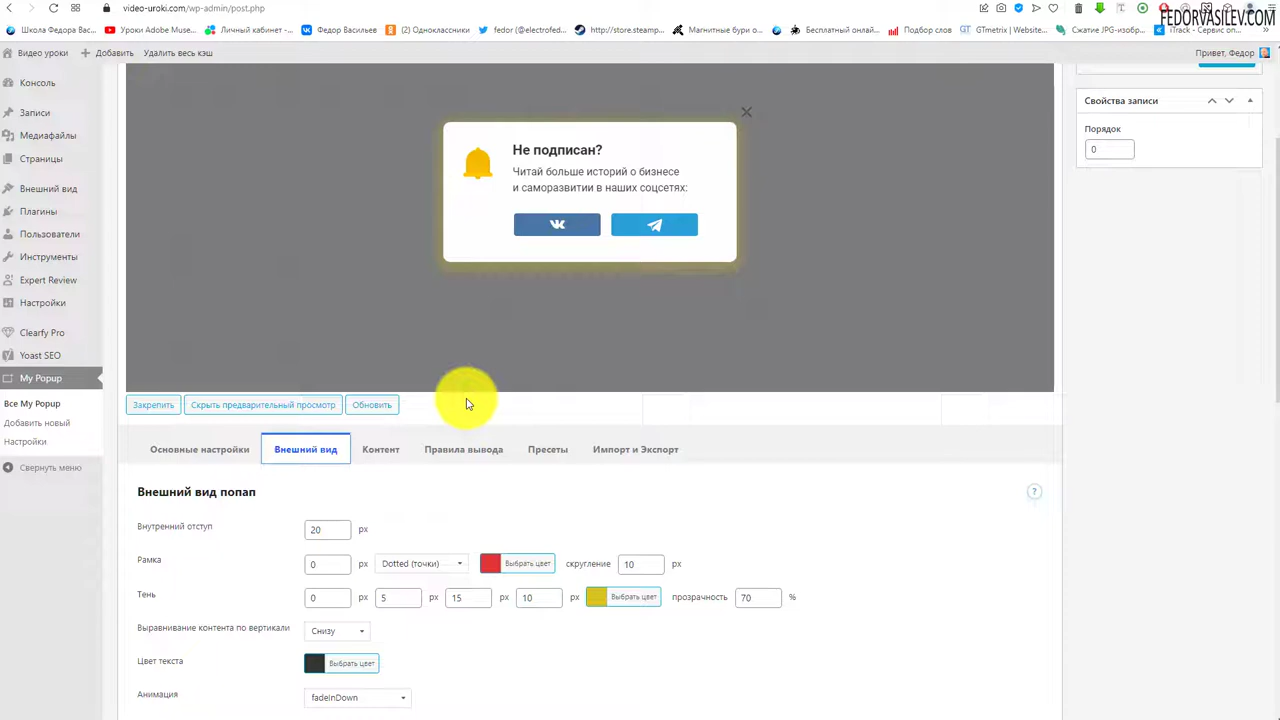 video-uroki.com/wp-admin/post.php
FEDORVASILEV.COM
Школа Федора Вас...
Уроки Adobe Muse...
Личный кабинет -...
Федор Васильев
(2) Одноклассники
fedor (@electrofed...
http://store.steamp...
Магнитные бури о...
Бесплатный онлай...
Подбор слов
GTmetrix | Website...
Сжатие JPG-изобр...
iTrack - Сервис оп...
Видео уроки
Добавить
Удалить весь кэш
Привет, Федор
Консоль
Записи
Медиафайлы
Страницы
Внешний вид
Плагины
Пользователи
Инструменты
Expert Review
Настройки
Clearfy Pro
Yoast SEO
My Popup
Все My Popup
Добавить новый
Настройки
Свернуть меню
Не подписан?
Читай больше историй о бизнесе
и саморазвитии в наших соцсетях:
Свойства записи
Порядок
0
Закрепить
Скрыть предварительный просмотр
Обновить
Основные настройки
Внешний вид
Контент
Правила вывода
Пресеты
Импорт и Экспорт
Внешний вид попап
?
Внутренний отступ 20 px
Рамка 0 px Dotted (точки) Выбрать цвет скругление 10 px
Тень 0 px 5 px 15 px 10 px Выбрать цвет прозрачность 70 %
Выравнивание контента по вертикали Снизу
Цвет текста Выбрать цвет
Анимация fadeInDown